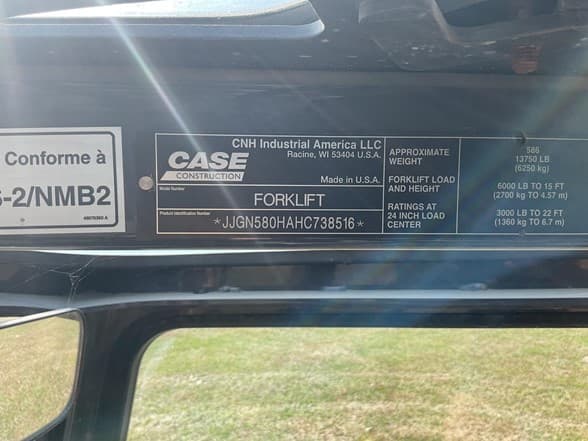 Conforme à
-2/NMB2
CNH Industrial America LLC
Racine, WI 53404 U.S.A.
CASE
CONSTRUCTION
Made in U.S.A.
Model Number
FORKLIFT
Product Identification Number
*JJGN580HAHC738516*
APPROXIMATE
WEIGHT
586
13750 LB
(6250 kg)
FORKLIFT LOAD
AND HEIGHT
6000 LB TO 15 FT
(2700 kg TO 4.57 m)
RATINGS AT
24 INCH LOAD
CENTER
3000 LB TO 22 FT
(1360 kg TO 6.7 m)